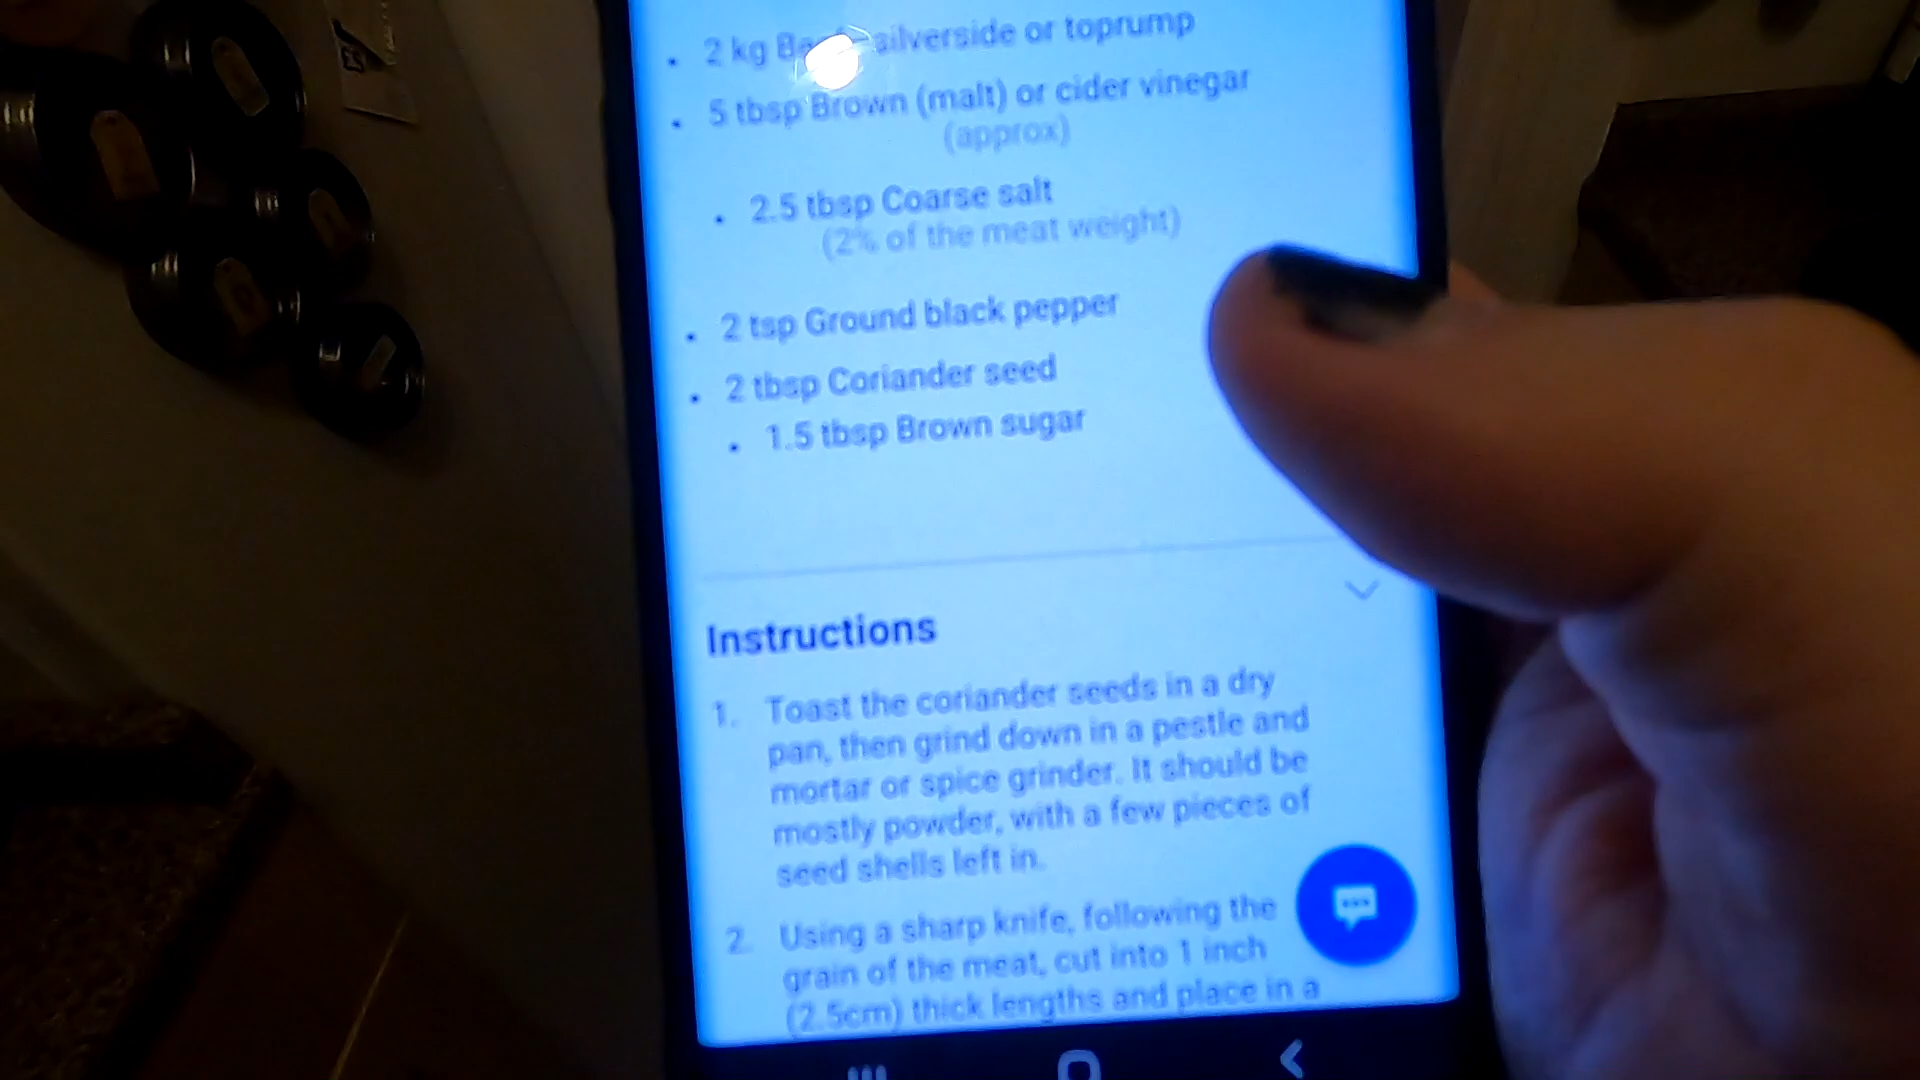 • 2 kg silverside or toprump
• 5 tbsp Brown (malt) or cider vinegar
(approx)
• 2.5 tbsp Coarse salt
(2% of the meat weight)
• 2 tsp Ground black pepper
• 2 tbsp Coriander seed
• 1.5 tbsp Brown sugar
Instructions
1. Toast the coriander seeds in a dry
pan, then grind down in a pestle and
mortar or spice grinder. It should be
mostly powder, with a few pieces of
seed shells left in.
2. Using a sharp knife, following the
grain of the meat, cut into 1 inch
(2.5cm) thick lengths and place in a